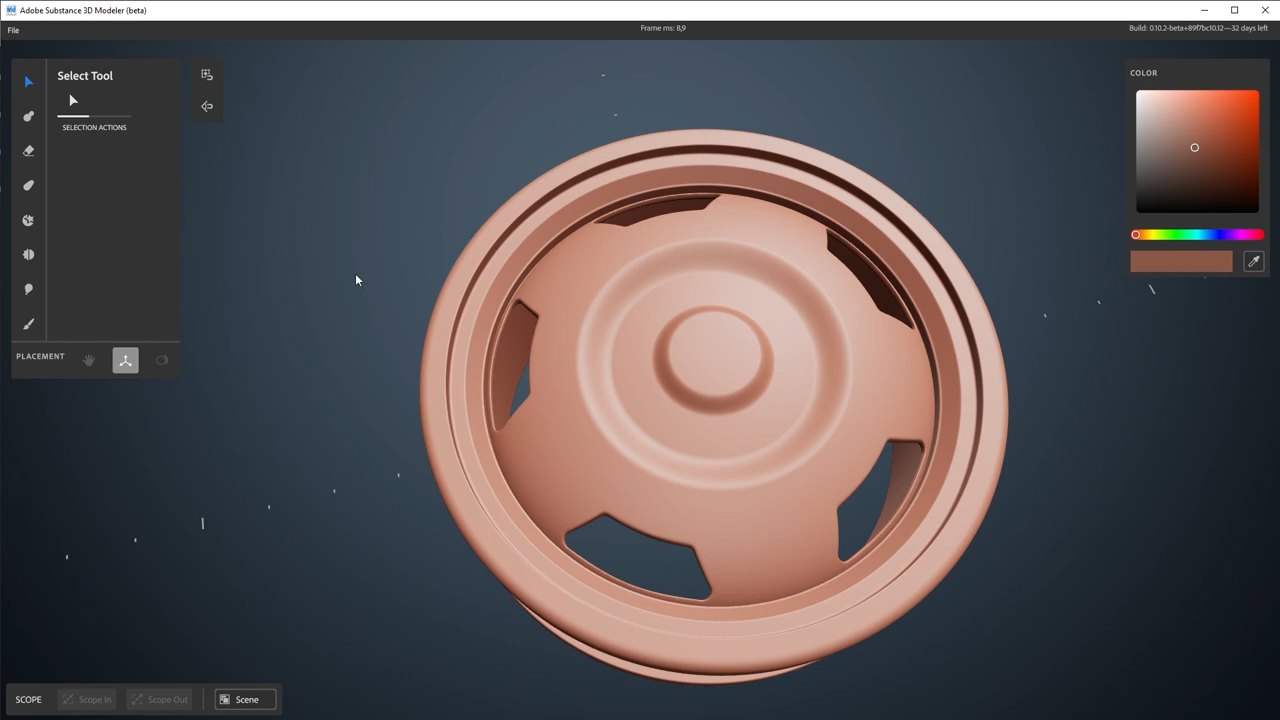 Adobe Substance 3D Modeler (beta)
File
Frame ms: 8,9
Build: 0.10.2-beta+89f7bc10.12—32 days left
Select Tool
SELECTION ACTIONS
PLACEMENT
COLOR
SCOPE
Scope In
Scope Out
Scene